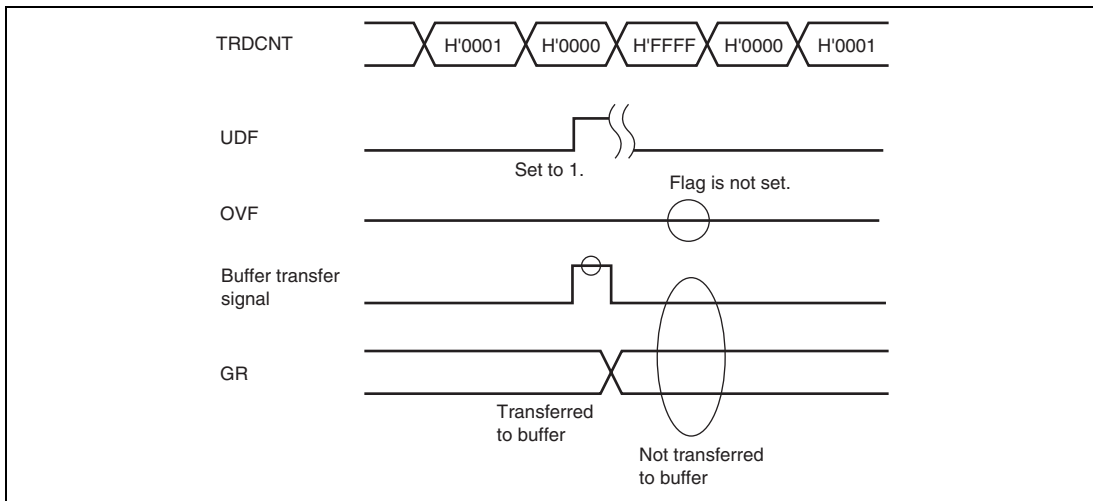 TRDCNT H'0001 H'0000 H'FFFF H'0000 H'0001
UDF
Set to 1.
Flag is not set.
OVF
Buffer transfer
signal
GR
Transferred
to buffer
Not transferred
to buffer